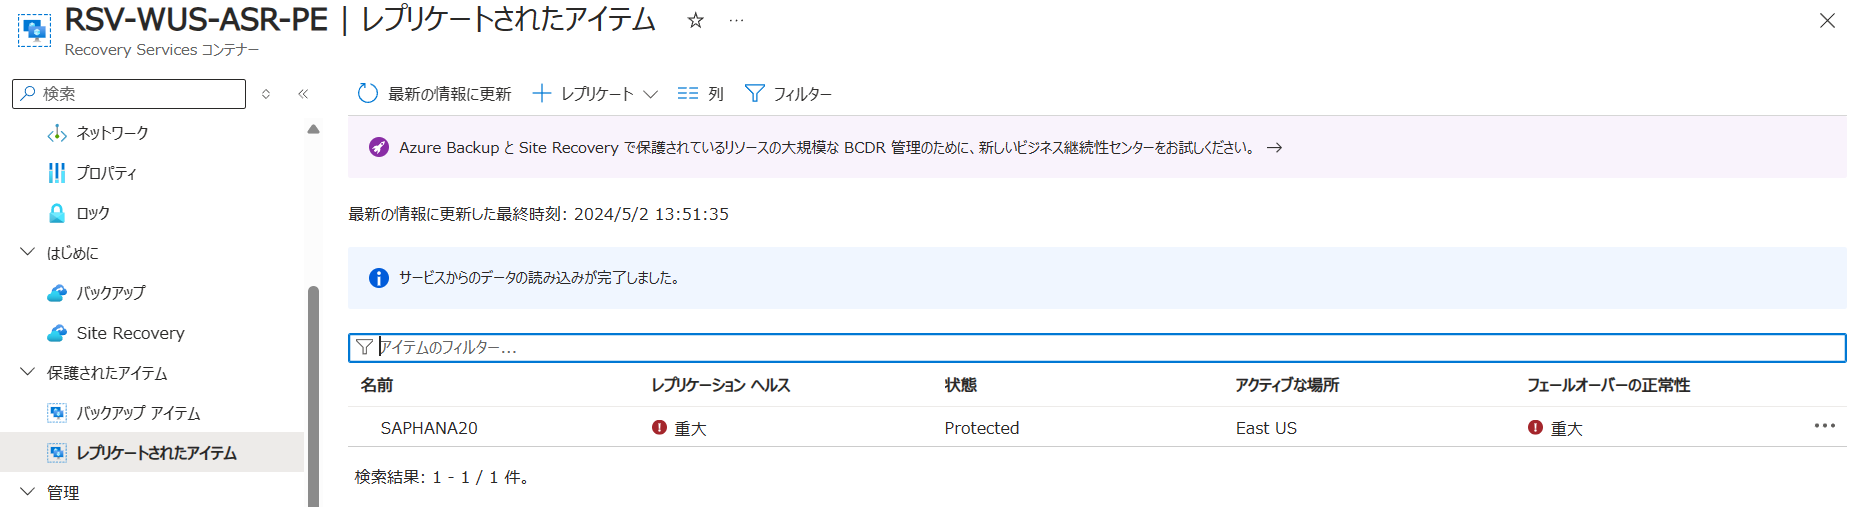 RSV-WUS-ASR-PE | レプリケートされたアイテム
Recovery Services コンテナー
検索
ネットワーク
プロパティ
ロック
はじめに
バックアップ
Site Recovery
保護されたアイテム
バックアップ アイテム
レプリケートされたアイテム
管理
最新の情報に更新 レプリケート 列 フィルター
Azure Backup と Site Recovery で保護されているリソースの大規模な BCDR 管理のために、新しいビジネス継続性センターをお試しください。 →
最新の情報に更新した最終時刻: 2024/5/2 13:51:35
サービスからのデータの読み込みが完了しました。
アイテムのフィルター...
名前 レプリケーション ヘルス 状態 アクティブな場所 フェールオーバーの正常性
SAPHANA20 重大 Protected East US 重大
検索結果: 1 - 1 / 1 件。